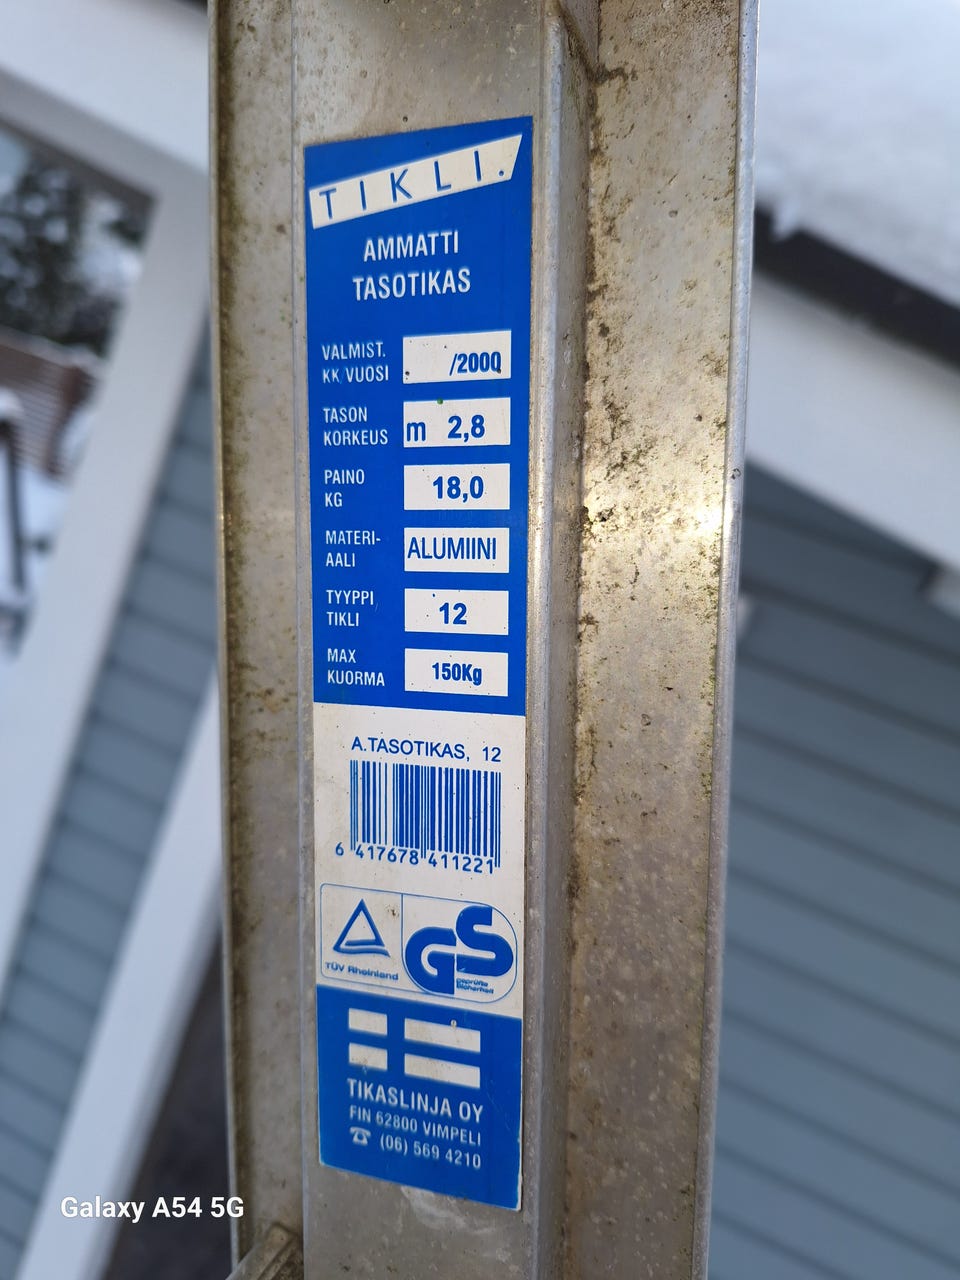 TIKLI.
AMMATTI
TASOTIKAS
VALMIST.
KK VUOSI
/2000
TASON
KORKEUS
m 2,8
PAINO
KG
18,0
MATERI-
AALI
ALUMIINI
TYYPPI
TIKLI
12
MAX
KUORMA
150Kg
A.TASOTIKAS, 12
6 417678 411221
TÜV Rheinland
GS
geprüfte
Sicherheit
TIKASLINJA OY
FIN 62800 VIMPELI
☎ (06) 569 4210
Galaxy A54 5G